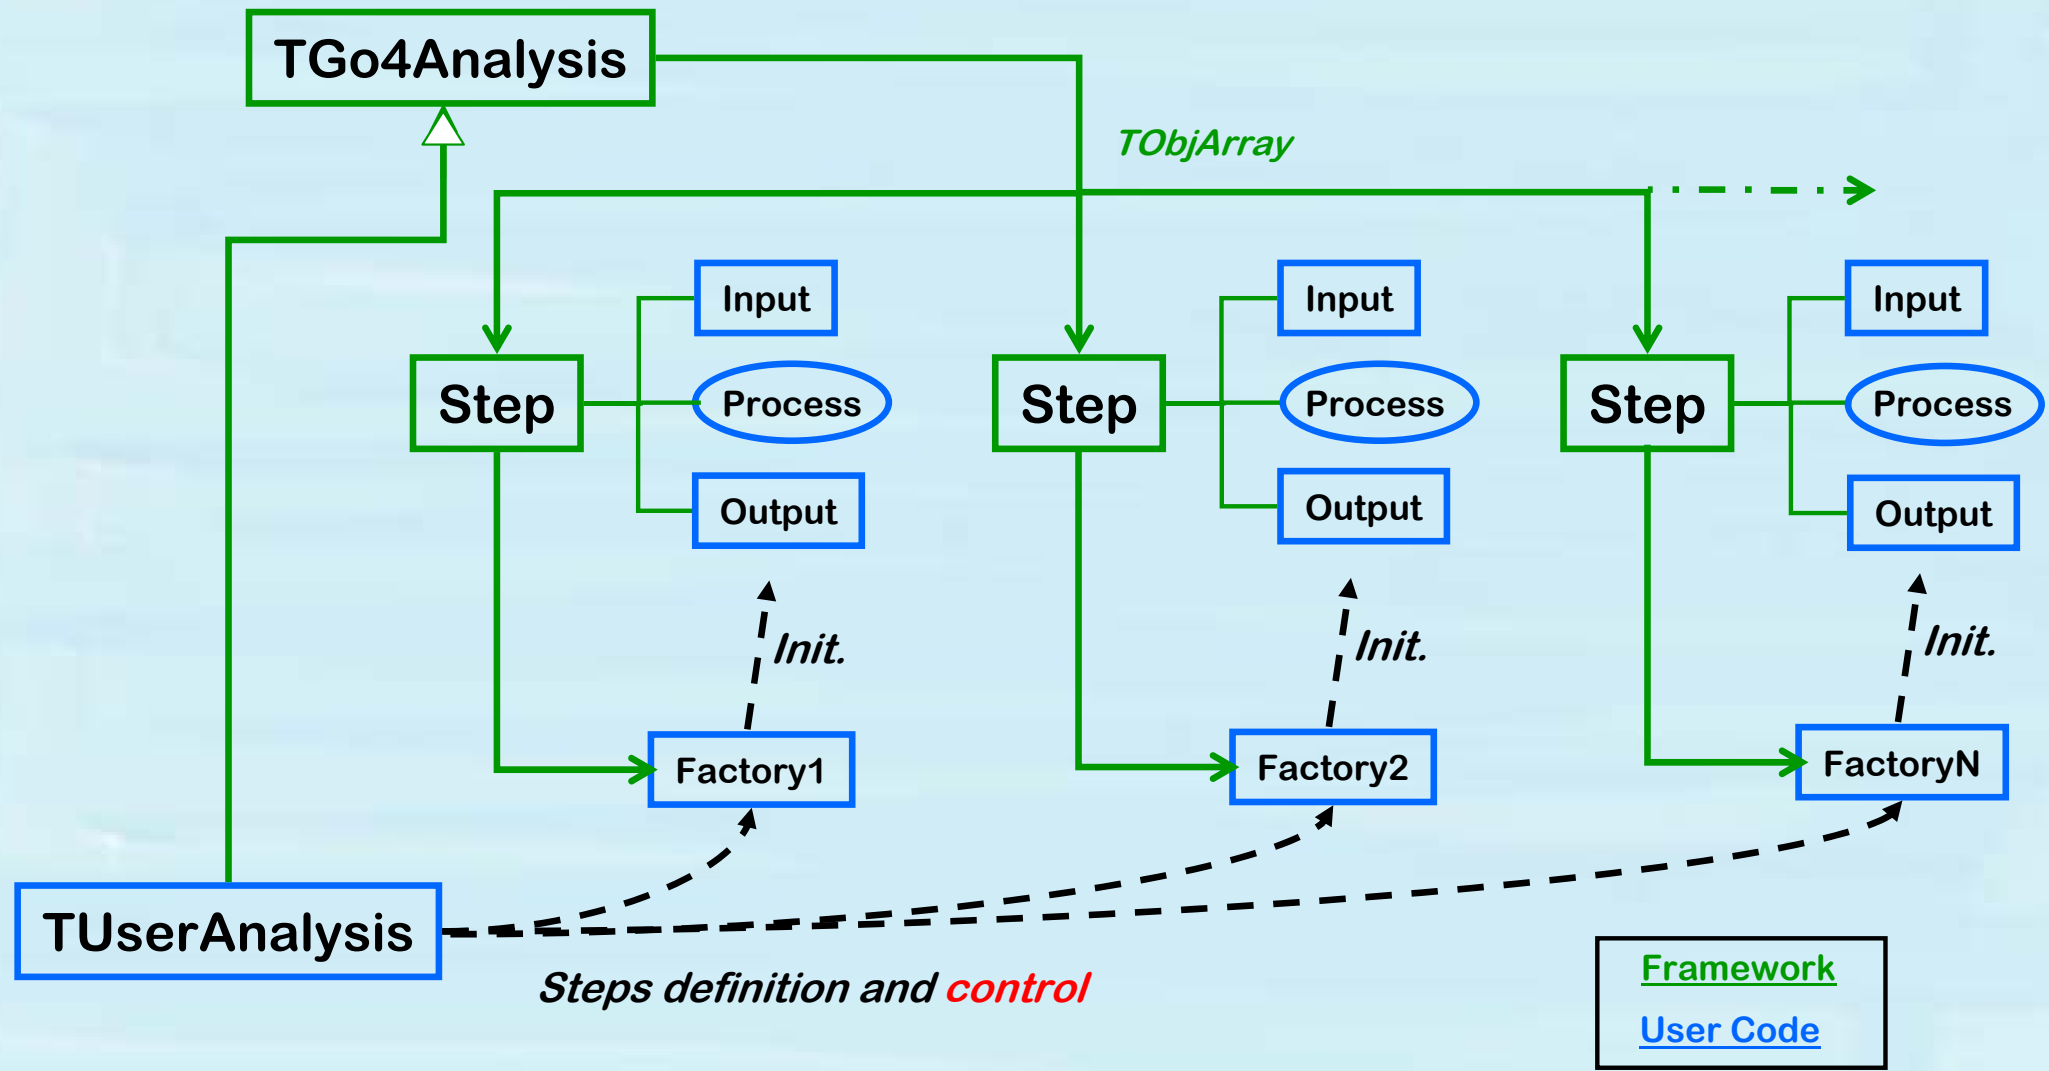 TGo4Analysis
TObjArray
Input
Input
Input
Step
Process
Step
Process
Step
Process
Output
Output
Output
Init.
Init.
Init.
Factory1
Factory2
FactoryN
TUserAnalysis
Steps definition and control
Framework
User Code